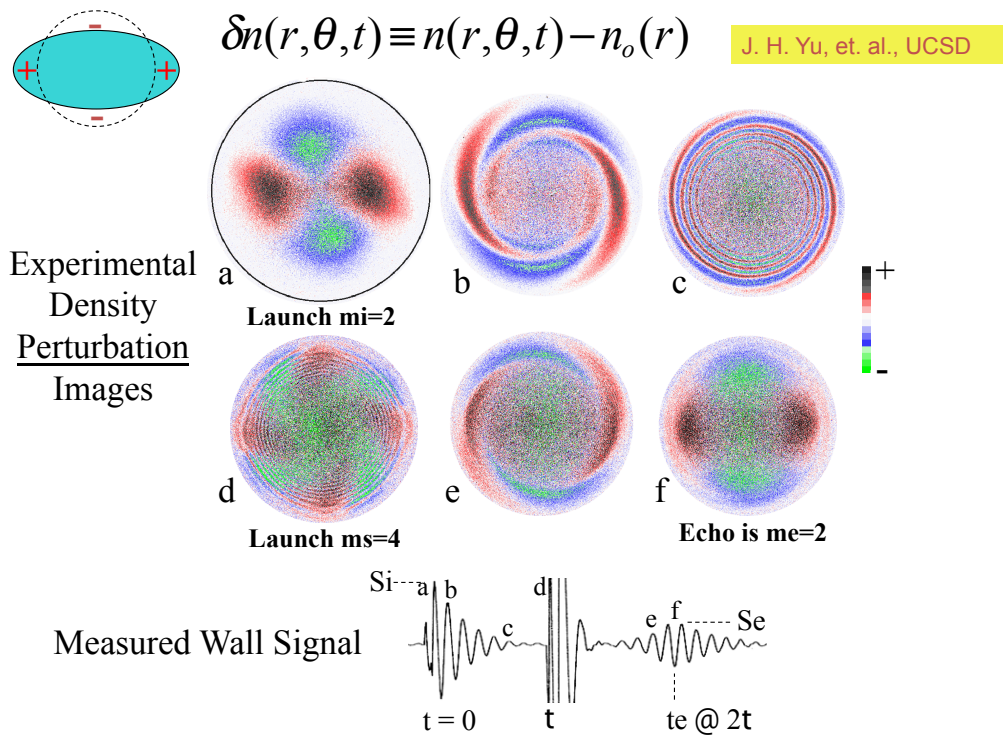 δn(r,θ,t) ≡ n(r,θ,t) − nₒ(r)
J. H. Yu, et. al., UCSD
-
+ +
-
a
b
c
Launch mi=2
Experimental
Density
Perturbation
Images
+
-
d
e
f
Launch ms=4
Echo is me=2
Si
a
b
c
d
e
f
Se
Measured Wall Signal
t = 0
t
te @ 2t